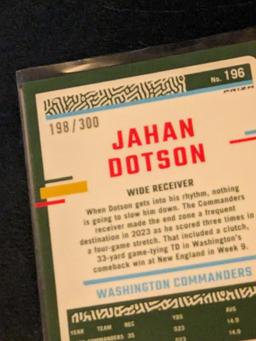 No. 196
198/300
JAHAN
DOTSON
WIDE RECEIVER
When Dotson gets into his rhythm, nothing
is going to slow him down. The Commanders
receiver made the end zone a frequent
destination in 2023 as he scored three times in
a four-game stretch. That included a clutch,
33-yard game-tying TD in Washington's
comeback win at New England in Week 9.
WASHINGTON COMMANDERS
YEAR TEAM REC YDS AVG
COMMANDERS 35 523 14.9
523 14.9